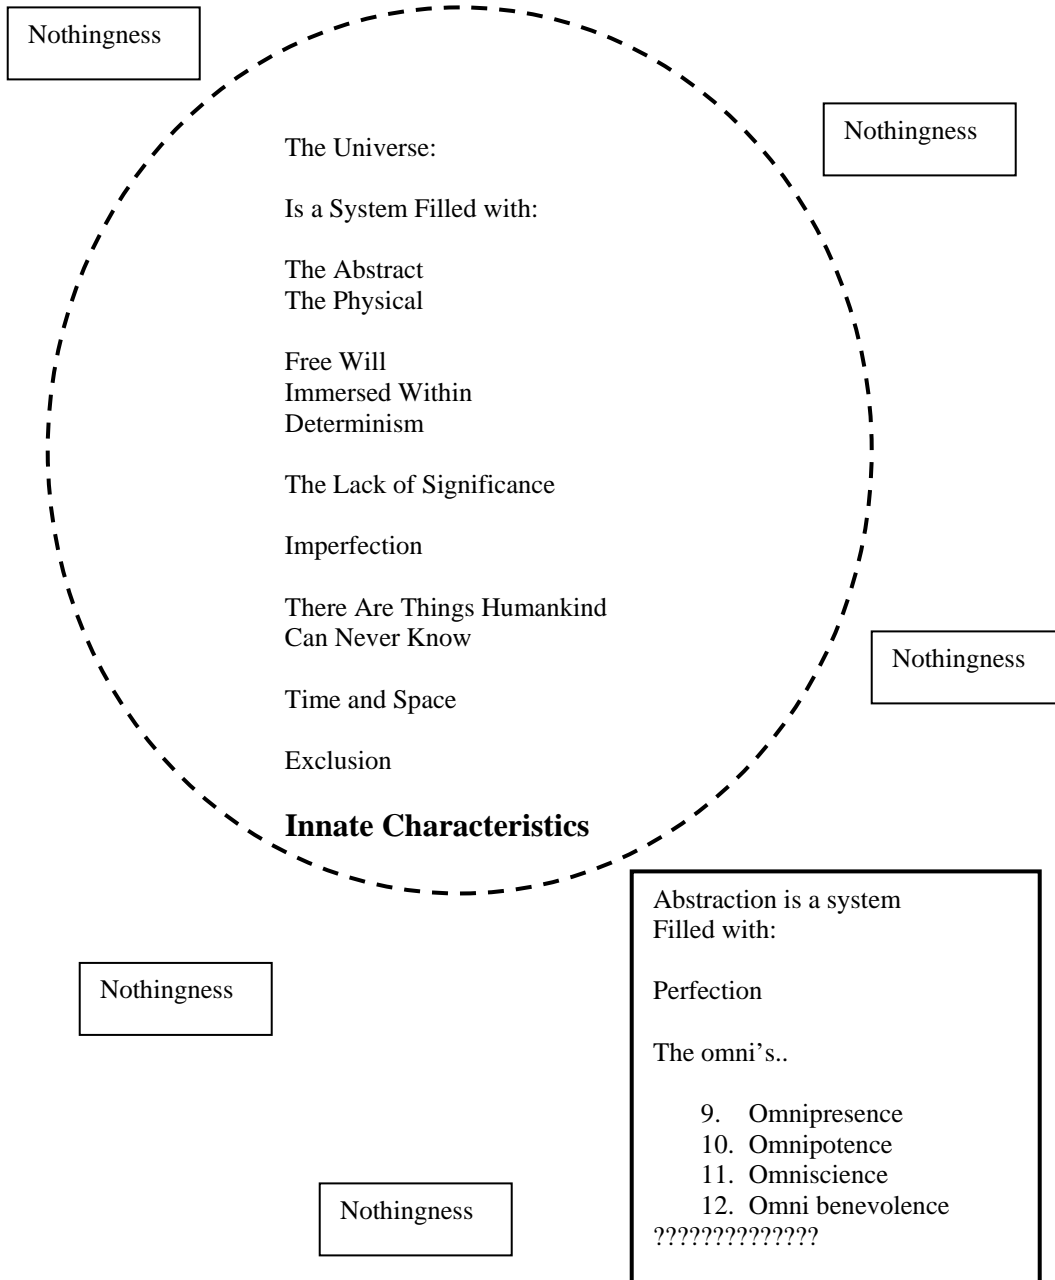 Nothingness
Nothingness
The Universe:
Is a System Filled with:
The Abstract
The Physical
Free Will
Immersed Within
Determinism
The Lack of Significance
Imperfection
There Are Things Humankind
Can Never Know
Nothingness
Time and Space
Exclusion
Innate Characteristics
Abstraction is a system
Filled with:
Perfection
The omni’s..
9. Omnipresence
10. Omnipotence
11. Omniscience
12. Omni benevolence
??????????????
Nothingness
Nothingness